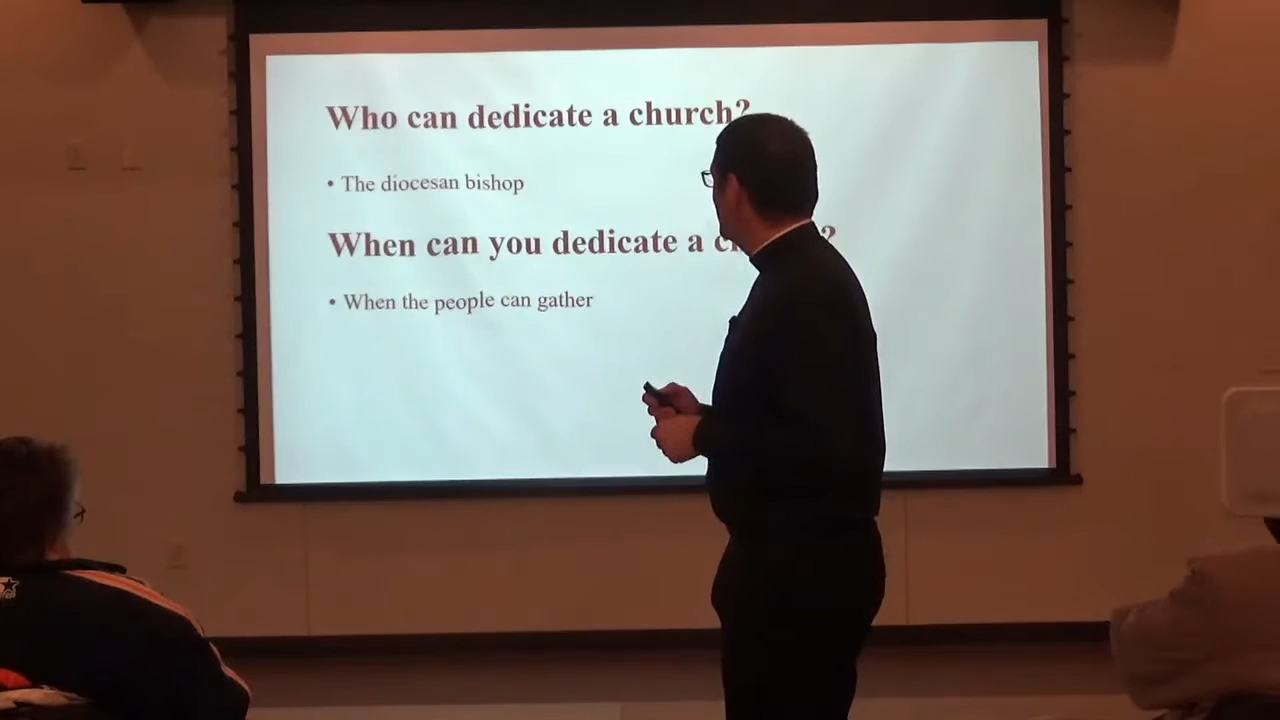 Who can dedicate a church?
• The diocesan bishop
When can you dedicate a ?
• When the people can gather